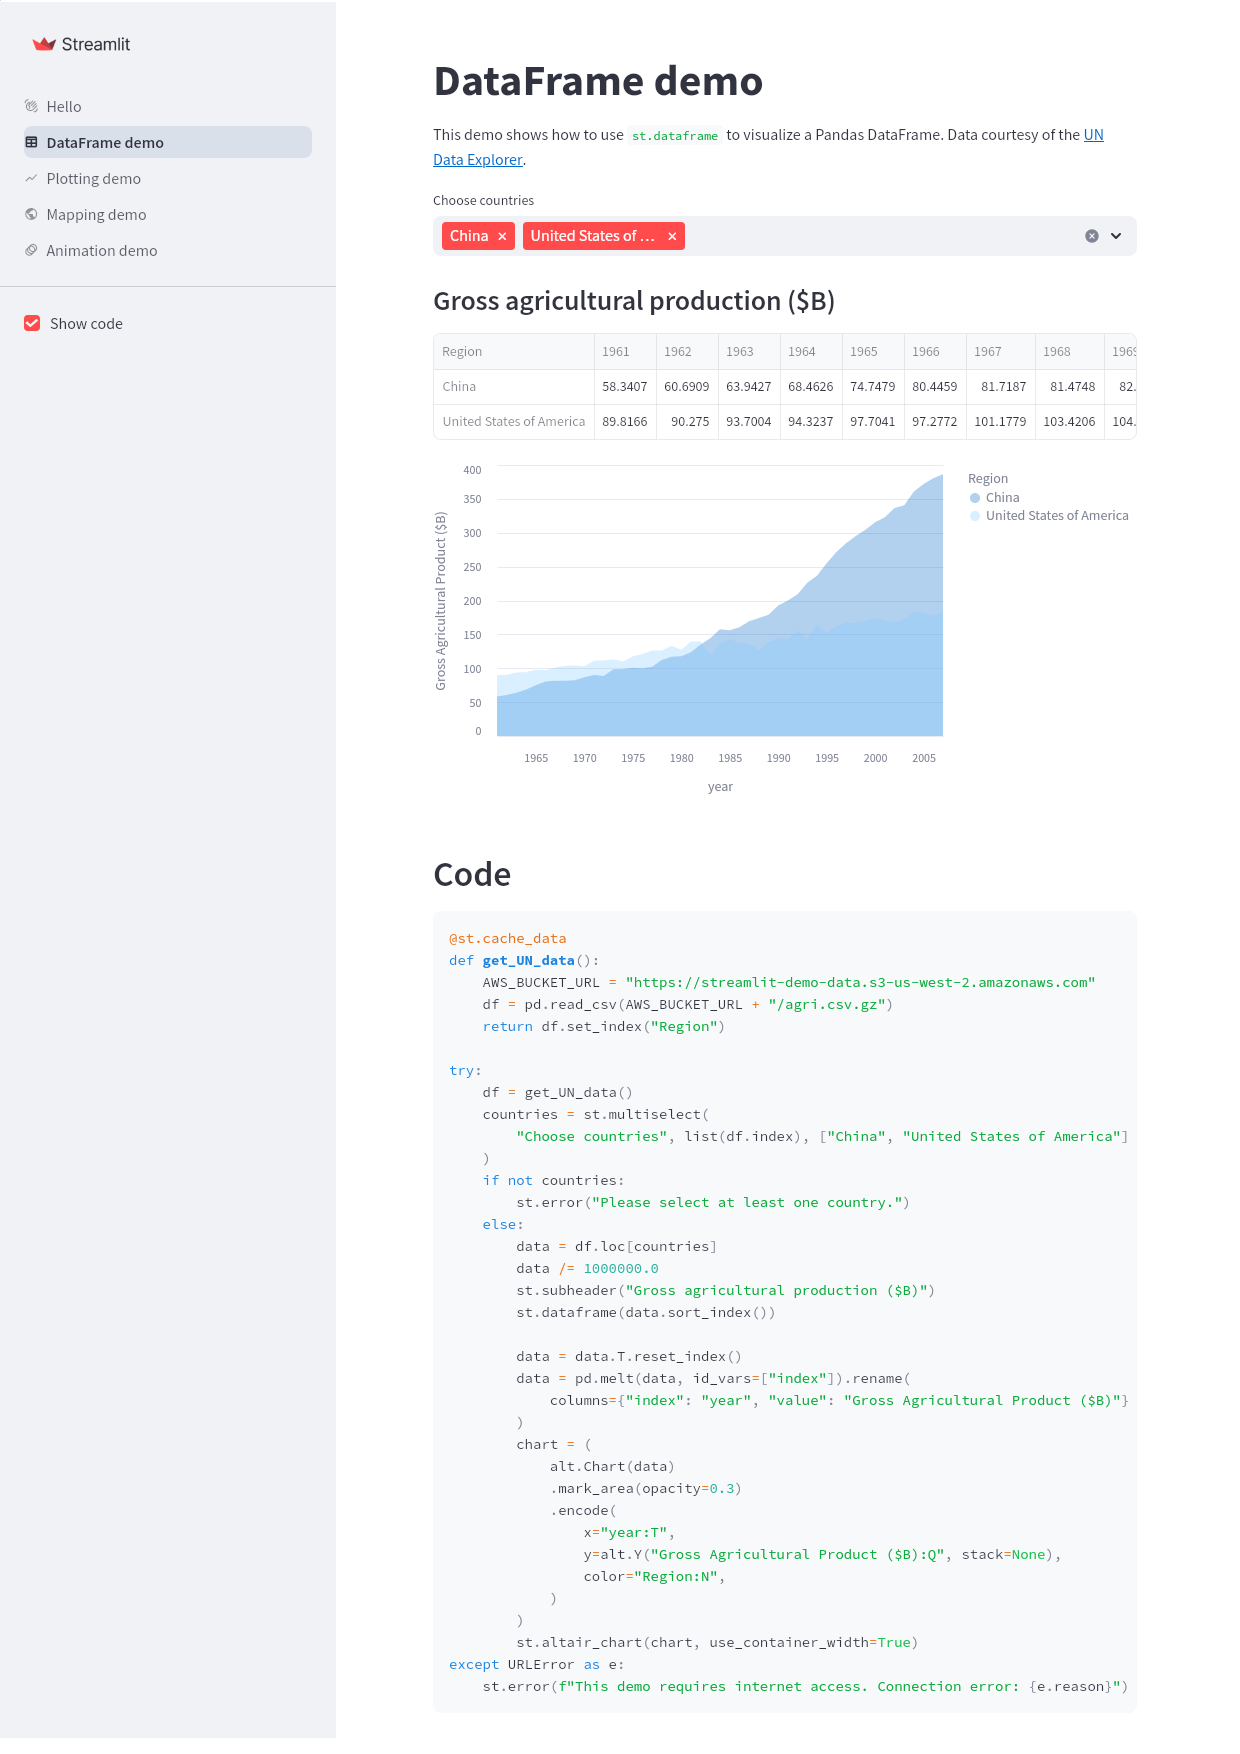 Streamlit
Hello
DataFrame demo
Plotting demo
Mapping demo
Animation demo
Show code
DataFrame demo
This demo shows how to use st.dataframe to visualize a Pandas DataFrame. Data courtesy of the UN
Data Explorer.
Choose countries
China × United States of ... ×
Gross agricultural production ($B)
Region 1961 1962 1963 1964 1965 1966 1967 1968 1969
China 58.3407 60.6909 63.9427 68.4626 74.7479 80.4459 81.7187 81.4748 82.
United States of America 89.8166 90.275 93.7004 94.3237 97.7041 97.2772 101.1779 103.4206 104.
Gross Agricultural Product ($B)
400
350
300
250
200
150
100
50
0
1965 1970 1975 1980 1985 1990 1995 2000 2005
year
Region
China
United States of America
Code
@st.cache_data
def get_UN_data():
    AWS_BUCKET_URL = "https://streamlit-demo-data.s3-us-west-2.amazonaws.com"
    df = pd.read_csv(AWS_BUCKET_URL + "/agri.csv.gz")
    return df.set_index("Region")
try:
    df = get_UN_data()
    countries = st.multiselect(
        "Choose countries", list(df.index), ["China", "United States of America"]
    )
    if not countries:
        st.error("Please select at least one country.")
    else:
        data = df.loc[countries]
        data /= 1000000.0
        st.subheader("Gross agricultural production ($B)")
        st.dataframe(data.sort_index())
        data = data.T.reset_index()
        data = pd.melt(data, id_vars=["index"]).rename(
            columns={"index": "year", "value": "Gross Agricultural Product ($B)"}
        )
        chart = (
            alt.Chart(data)
            .mark_area(opacity=0.3)
            .encode(
                x="year:T",
                y=alt.Y("Gross Agricultural Product ($B):Q", stack=None),
                color="Region:N",
            )
        )
        st.altair_chart(chart, use_container_width=True)
except URLError as e:
    st.error(f"This demo requires internet access. Connection error: {e.reason}")